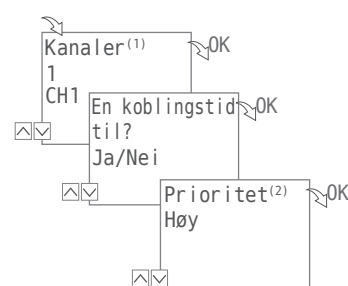 Kanaler(1)
OK
1
CH1
En koblingstid
OK
til?
Ja/Nei
Prioritet(2)
OK
Høy